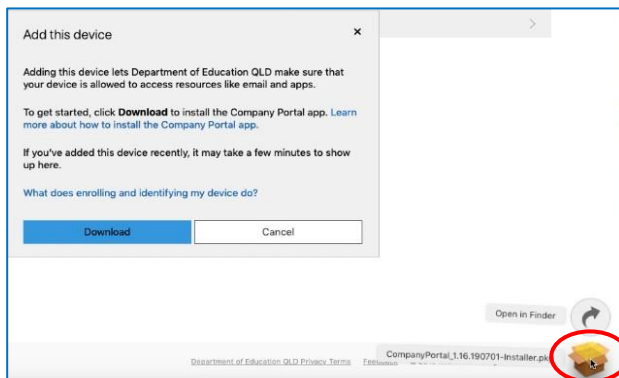 Add this device
Adding this device lets Department of Education QLD make sure that
your device is allowed to access resources like email and apps.
To get started, click Download to install the Company Portal app. Learn
more about how to install the Company Portal app.
If you've added this device recently, it may take a few minutes to show
up here.
What does enrolling and identifying my device do?
Download
Cancel
Open in Finder
CompanyPortal_1.16.190701-Installer.pk
Department of Education QLD Privacy Terms